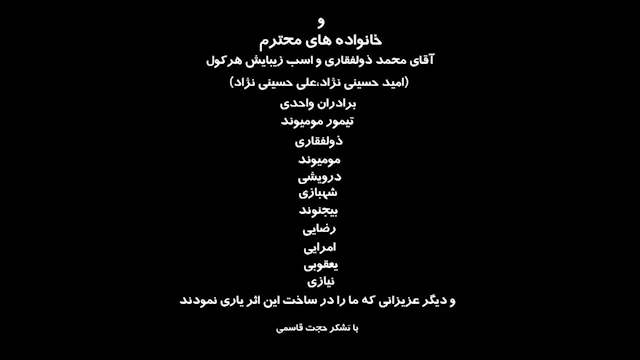 و
خانواده های محترم
آقای محمد ذولفقاری و اسب زیبایش هرکول
(امید حسینی نژاد،علی حسینی نژاد)
برادران واحدی
تیمور مومیوند
ذولفقاری
مومیوند
درویشی
شهبازی
بیجنوند
رضایی
امرایی
یعقوبی
نیازی
و دیگر عزیزانی که ما را در ساخت این اثر یاری نمودند
با تشکر حجت قاسمی